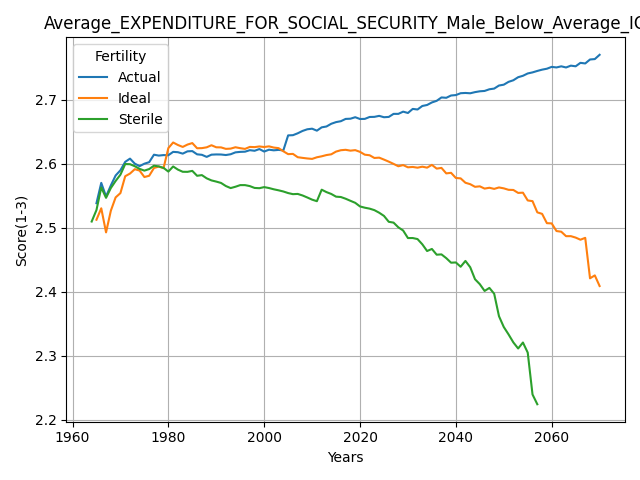 Average_EXPENDITURE_FOR_SOCIAL_SECURITY_Male_Below_Average_IC
Fertility
Actual
Ideal
Sterile
Score(1-3)
2.7
2.6
2.5
2.4
2.3
2.2
1960 1980 2000 2020 2040 2060
Years